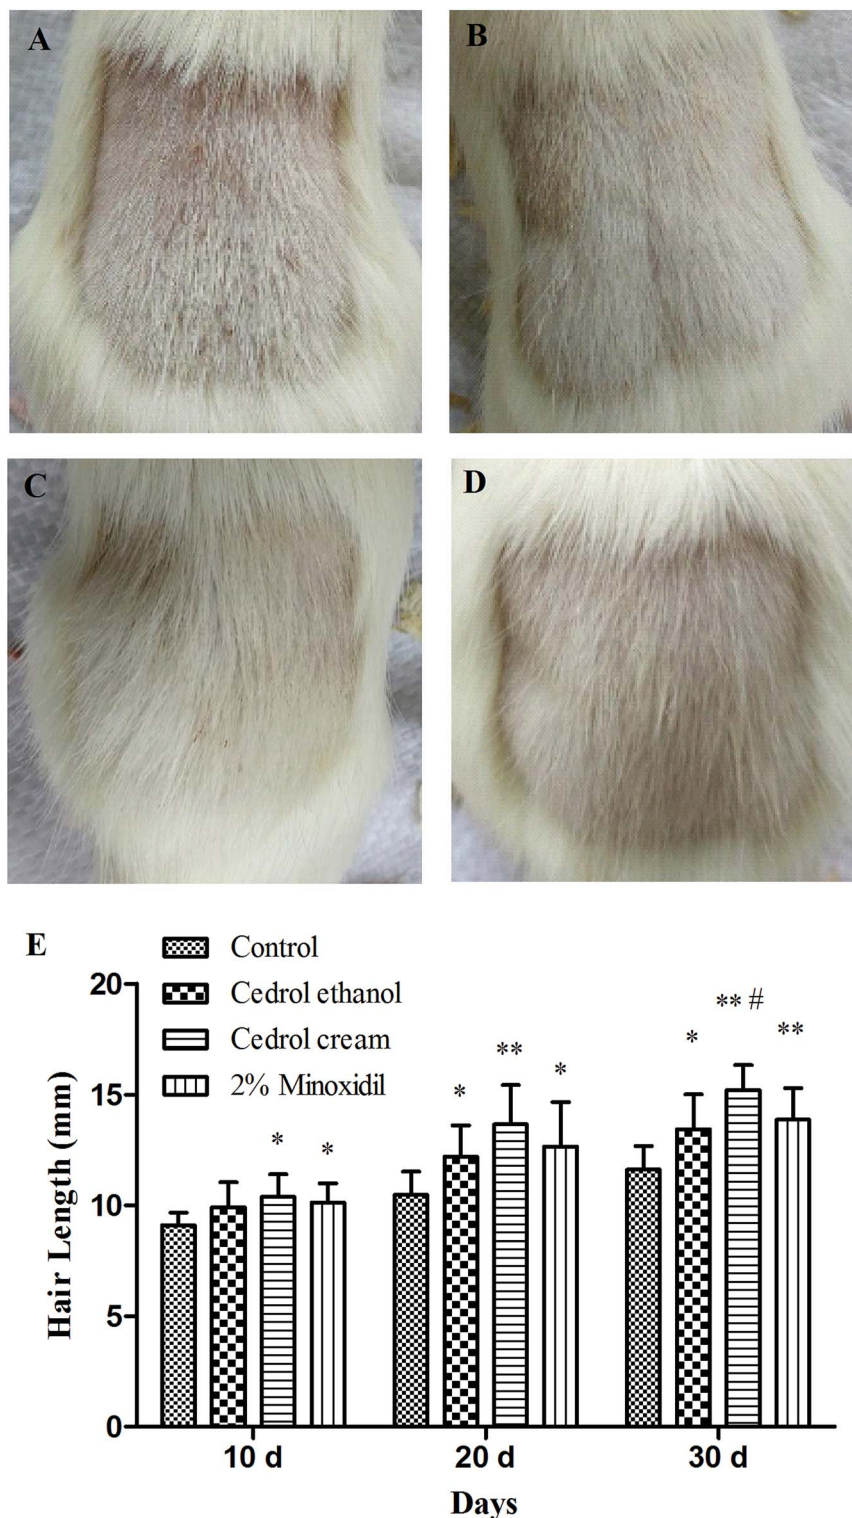 A
B
C
D
E
Control
Cedrol ethanol
Cedrol cream
2% Minoxidil
Hair Length (mm)
20
15
10
5
0
* *
* ** *
* ** # **
10 d 20 d 30 d
Days